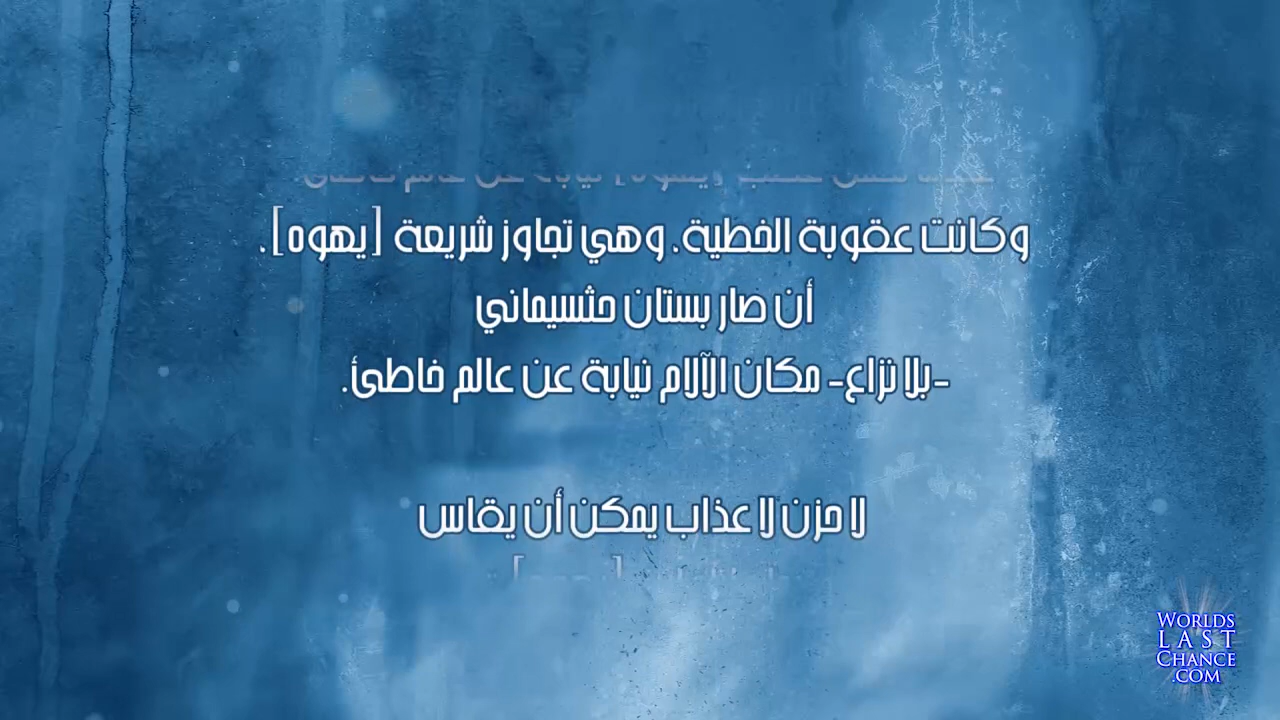 وكانت عقوبة الخطية. وهي تجاوز شريعة [يهوه].
أن صار بستان جثسيماني
-بلا نزاع- مكان الآلام نيابة عن عالم خاطئ.
لا حزن لا عذاب يمكن أن يقاس
WORLDS
LAST
CHANCE
.COM